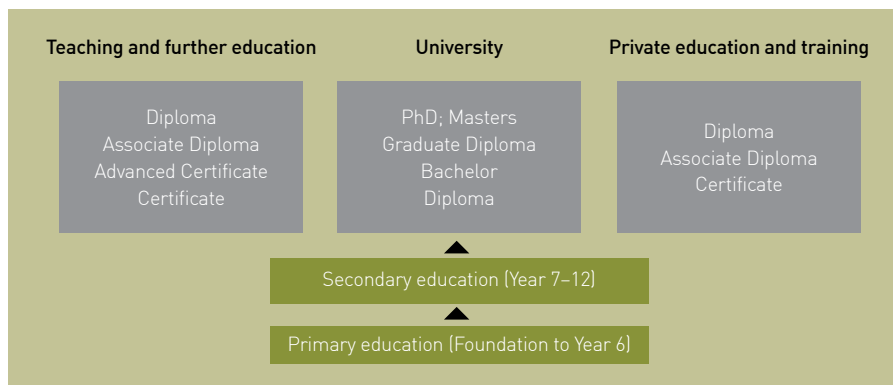 Teaching and further education
University
Private education and training
Diploma
Associate Diploma
Advanced Certificate
Certificate
PhD; Masters
Graduate Diploma
Bachelor
Diploma
Diploma
Associate Diploma
Certificate
Secondary education (Year 7–12)
Primary education (Foundation to Year 6)